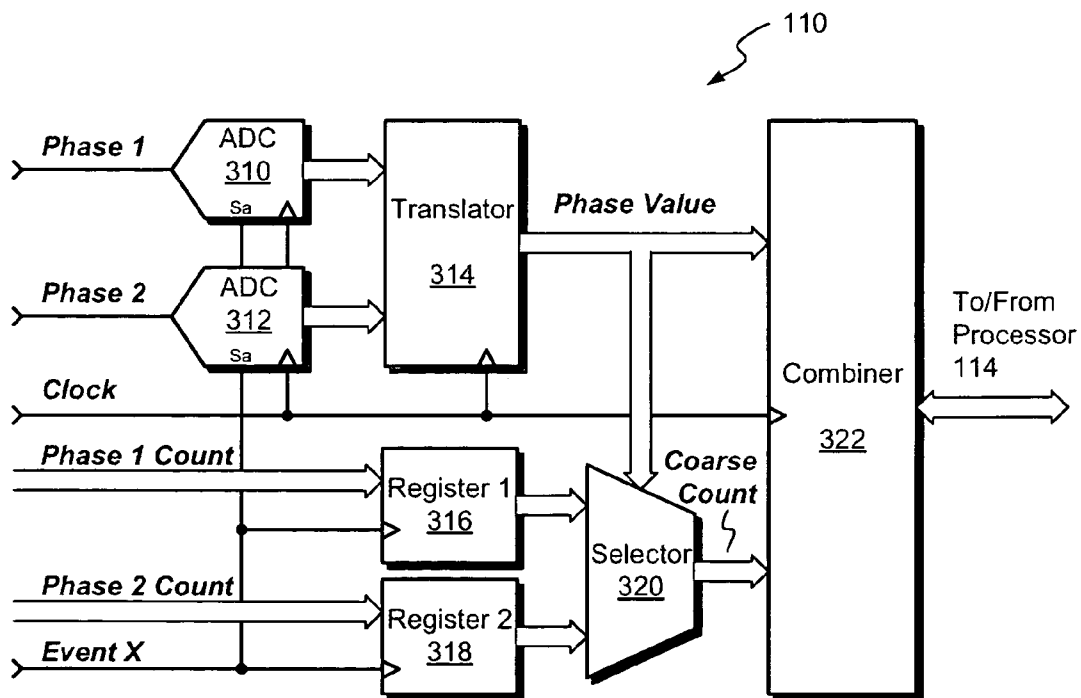 110
Phase 1
ADC
310
Sa
Translator
314
Phase Value
Phase 2
ADC
312
Sa
To/From
Processor
114
Clock
Combiner
322
Phase 1 Count
Register 1
316
Coarse
Count
Selector
320
Phase 2 Count
Register 2
318
Event X